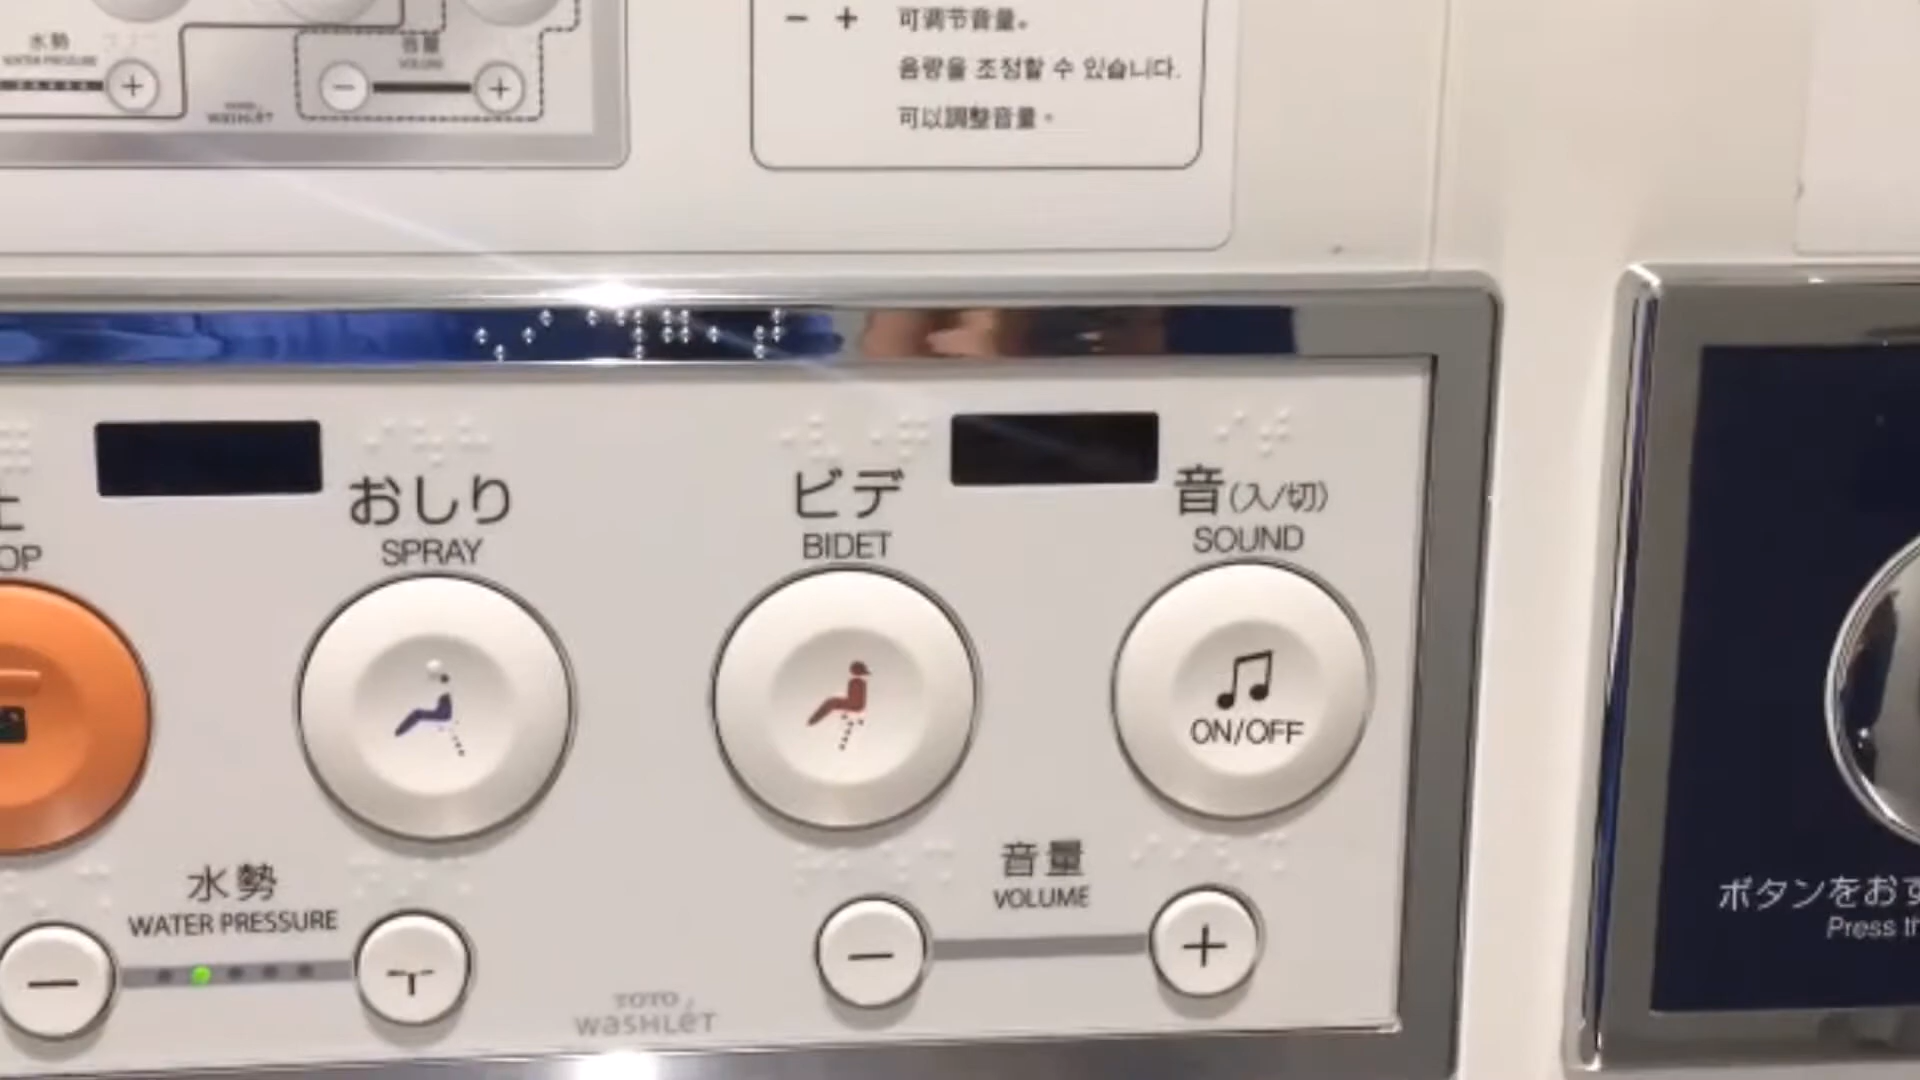 水勢
WATER PRESSURE
+
音量
VOLUME
− +
TOTO
WASHLET
− + 可调节音量。
음량을 조정할 수 있습니다.
可以調整音量。
OP
おしり
SPRAY
ビデ
BIDET
音(入/切)
SOUND
ON/OFF
水勢
WATER PRESSURE
−
音量
VOLUME
− +
TOTO
WASHLET
ボタンをおす
Press th